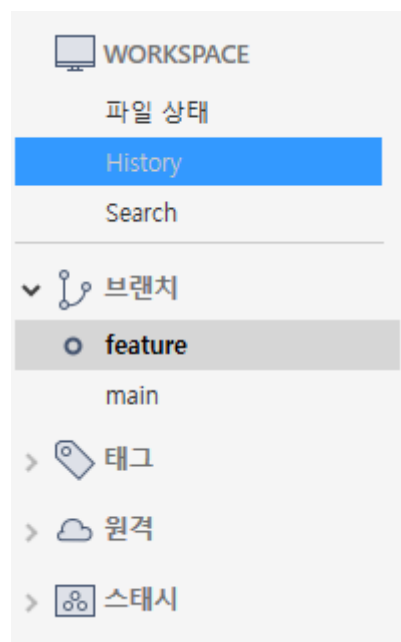 WORKSPACE
파일 상태
History
Search
브랜치
feature
main
태그
원격
스태시